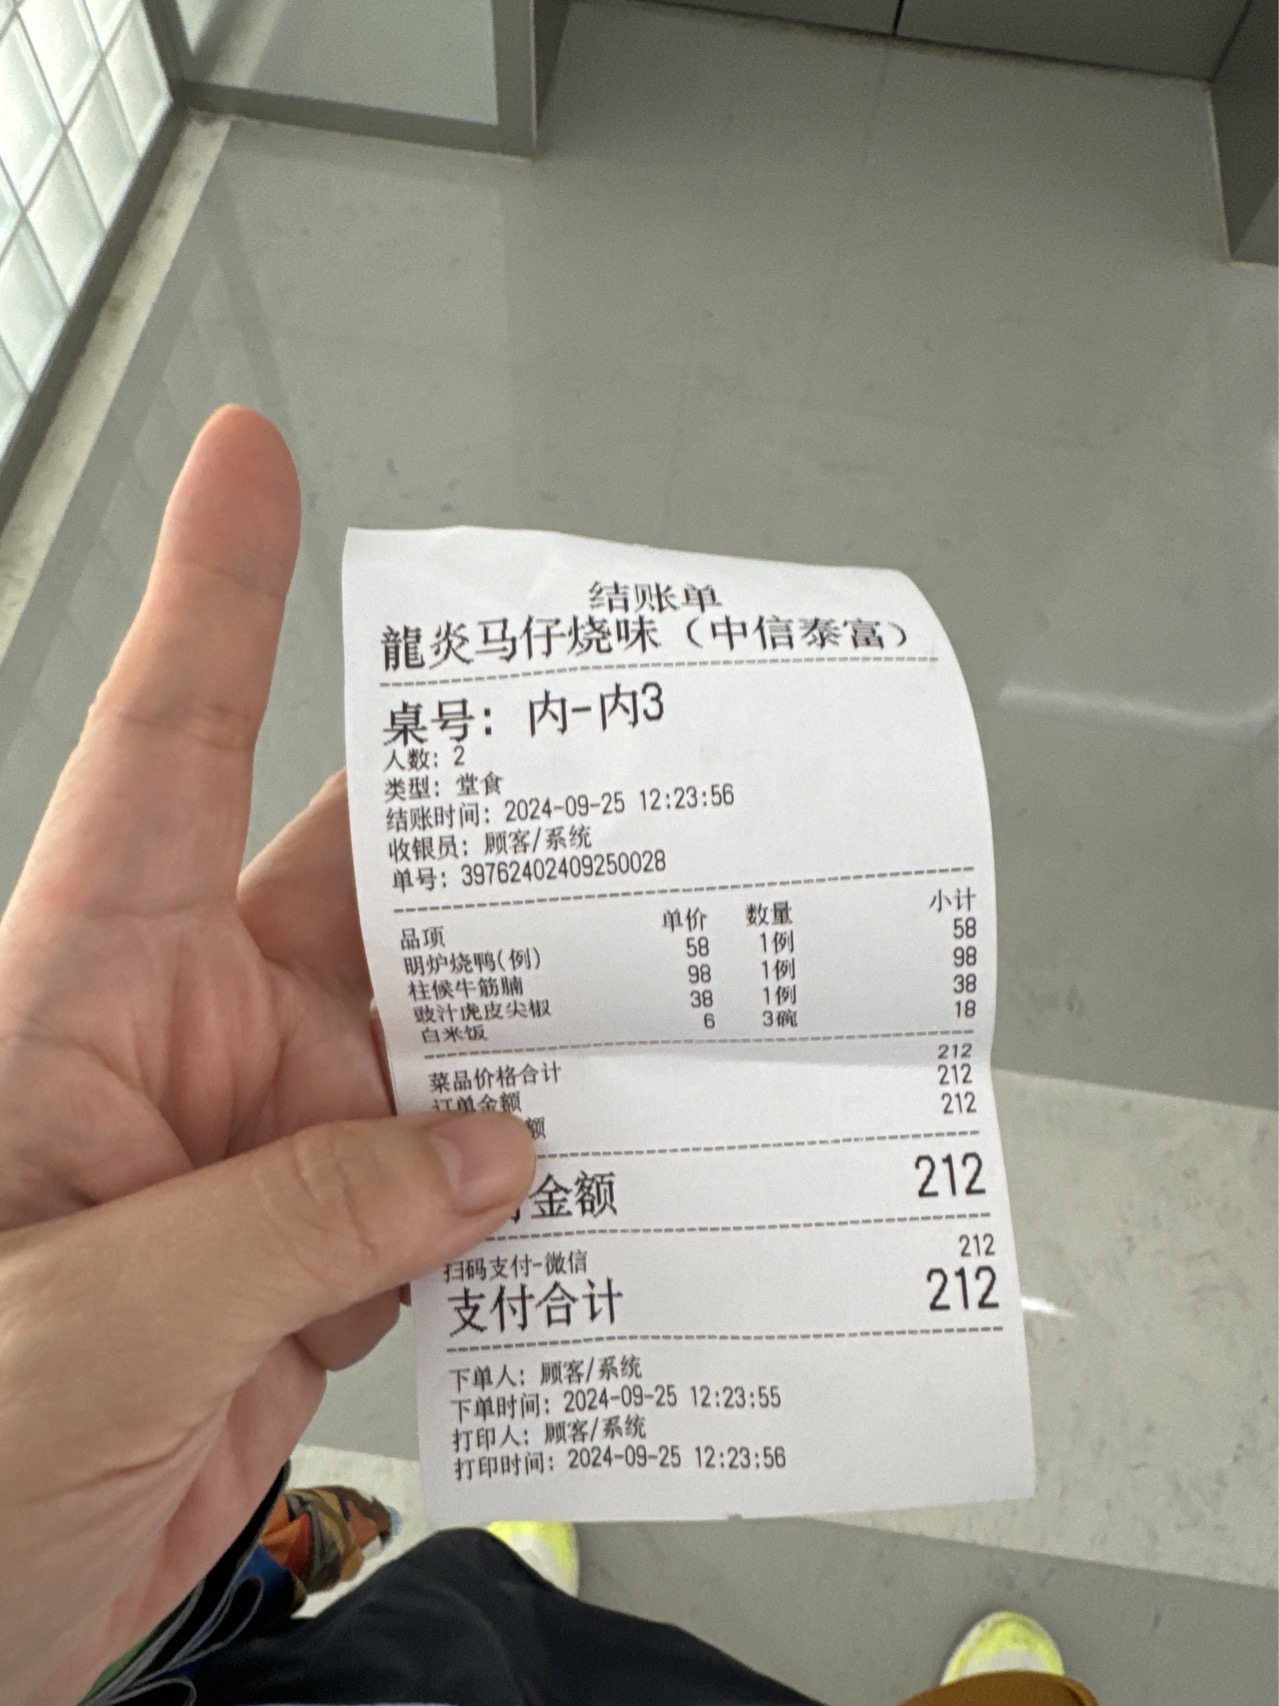 结账单
龍炎马仔烧味（中信泰富）
桌号：内-内3
人数：2
类型：堂食
结账时间：2024-09-25 12:23:56
收银员：顾客/系统
单号：39762402409250028
品项 单价 数量 小计
明炉烧鸭(例) 58 1例 58
柱候牛筋腩 98 1例 98
豉汁虎皮尖椒 38 1例 38
白米饭 6 3碗 18
212
菜品价格合计 212
订单金额 212
额
金额 212
扫码支付-微信 212
支付合计 212
下单人：顾客/系统
下单时间：2024-09-25 12:23:55
打印人：顾客/系统
打印时间：2024-09-25 12:23:56